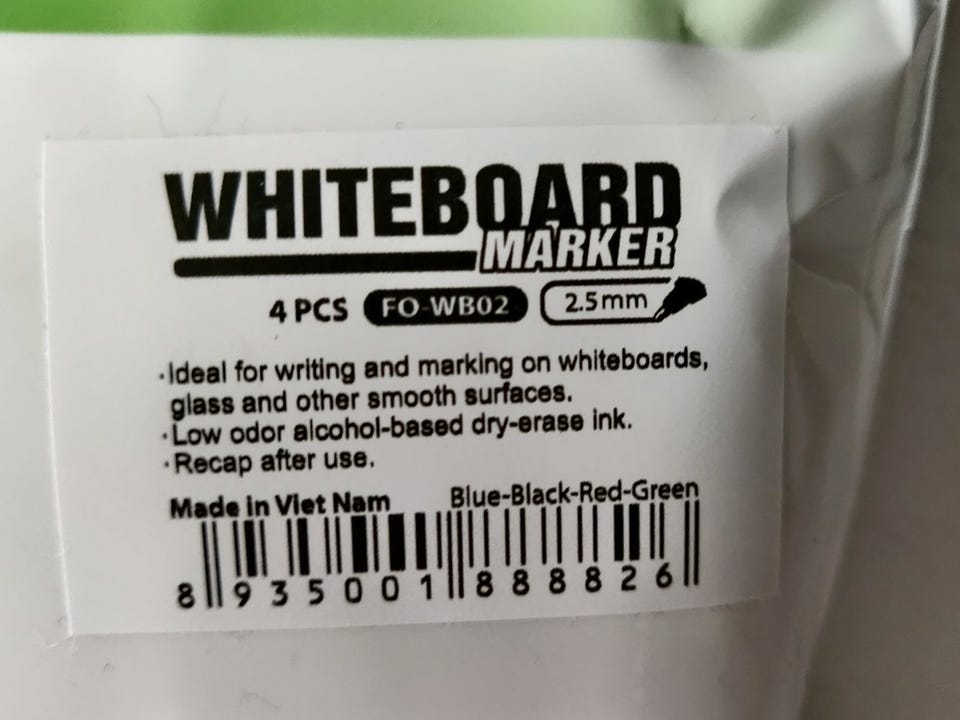 WHITEBOARD
MARKER
4 PCS FO-WB02 2.5mm
·Ideal for writing and marking on whiteboards,
glass and other smooth surfaces.
·Low odor alcohol-based dry-erase ink.
·Recap after use.
Made in Viet Nam Blue-Black-Red-Green
8 935001 888826